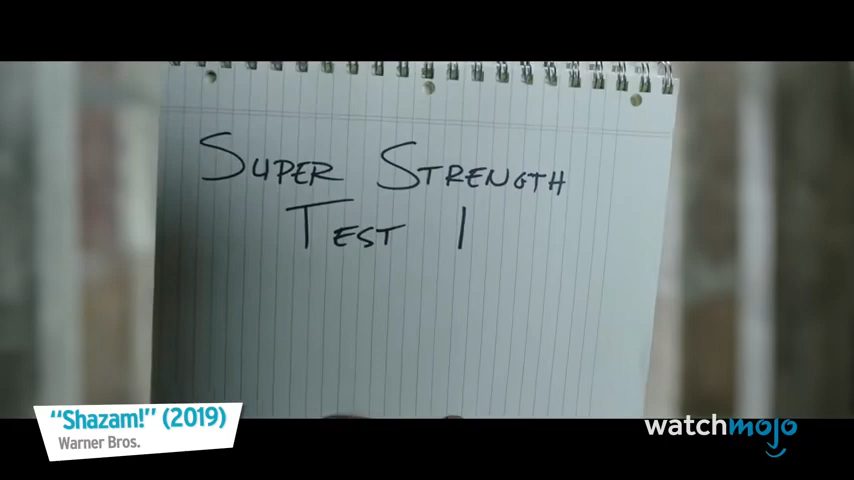 SUPER STRENGTH
TEST 1
“Shazam!” (2019)
Warner Bros.
watchmojo